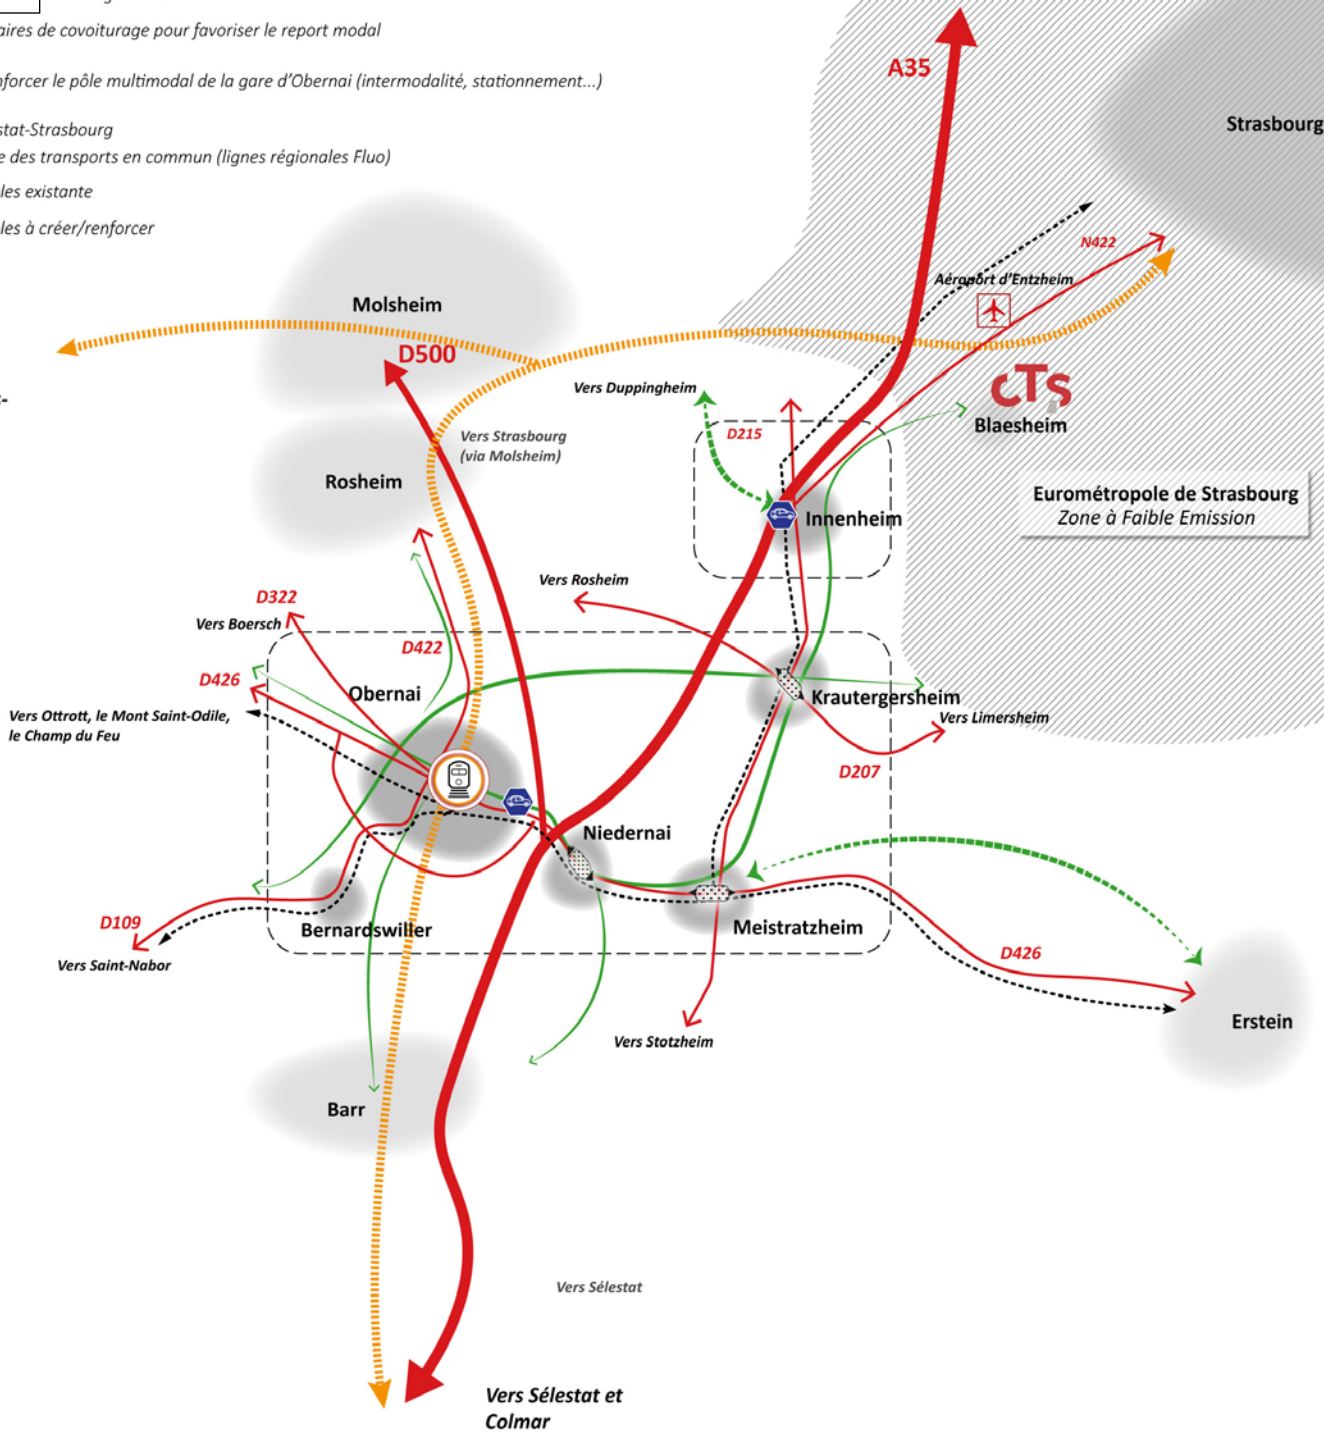 aires de covoiturage pour favoriser le report modal
nforcer le pôle multimodal de la gare d'Obernai (intermodalité, stationnement...)
stat-Strasbourg
e des transports en commun (lignes régionales Fluo)
les existante
les à créer/renforcer
A35
Strasbourg
N422
Aéroport d'Entzheim
Molsheim
D500
cTs
Vers Duppingheim
Blaesheim
D215
Vers Strasbourg
(via Molsheim)
Rosheim
Eurométropole de Strasbourg
Zone à Faible Emission
Innenheim
Vers Rosheim
D322
Vers Boersch
D422
D426
Obernai
Krautergersheim
Vers Ottrott, le Mont Saint-Odile,
le Champ du Feu
Vers Limersheim
D207
Niedernai
D109
Bernardswiller
Meistratzheim
Vers Saint-Nabor
D426
Erstein
Vers Stotzheim
Barr
Vers Sélestat
Vers Sélestat et
Colmar